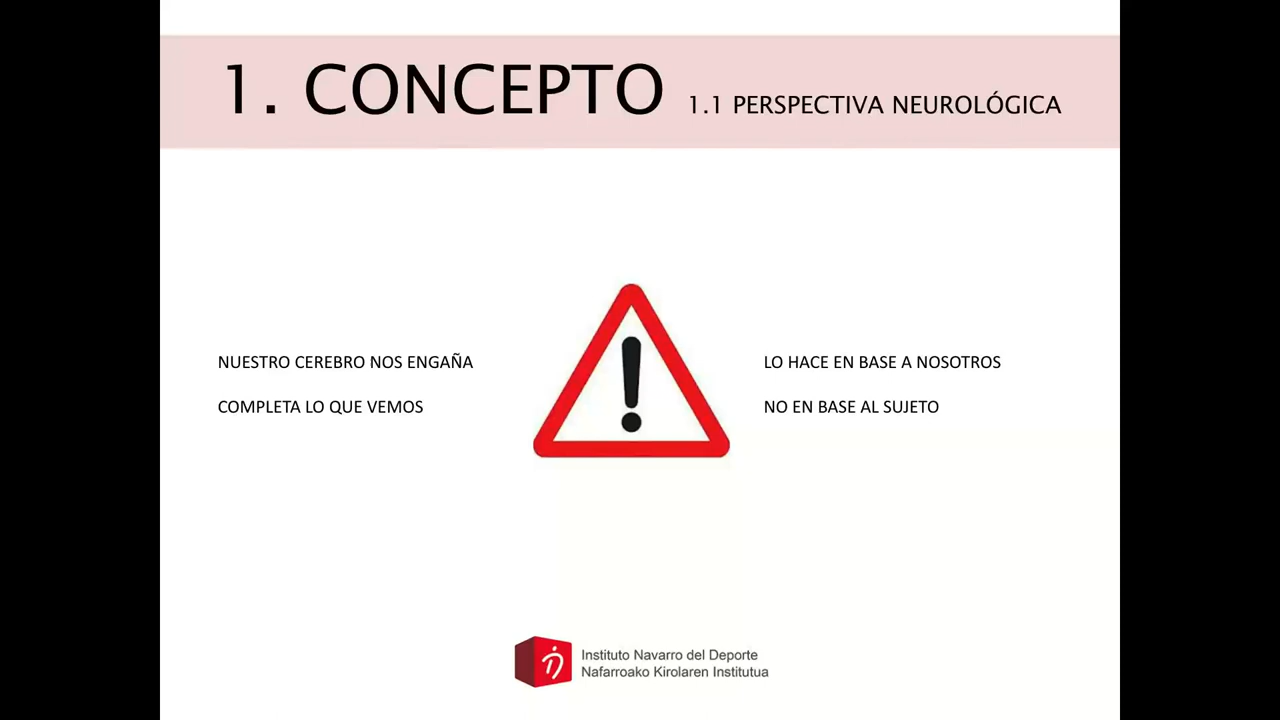 1. CONCEPTO 1.1 PERSPECTIVA NEUROLÓGICA
NUESTRO CEREBRO NOS ENGAÑA
COMPLETA LO QUE VEMOS
LO HACE EN BASE A NOSOTROS
NO EN BASE AL SUJETO
Instituto Navarro del Deporte
Nafarroako Kirolaren Institutua